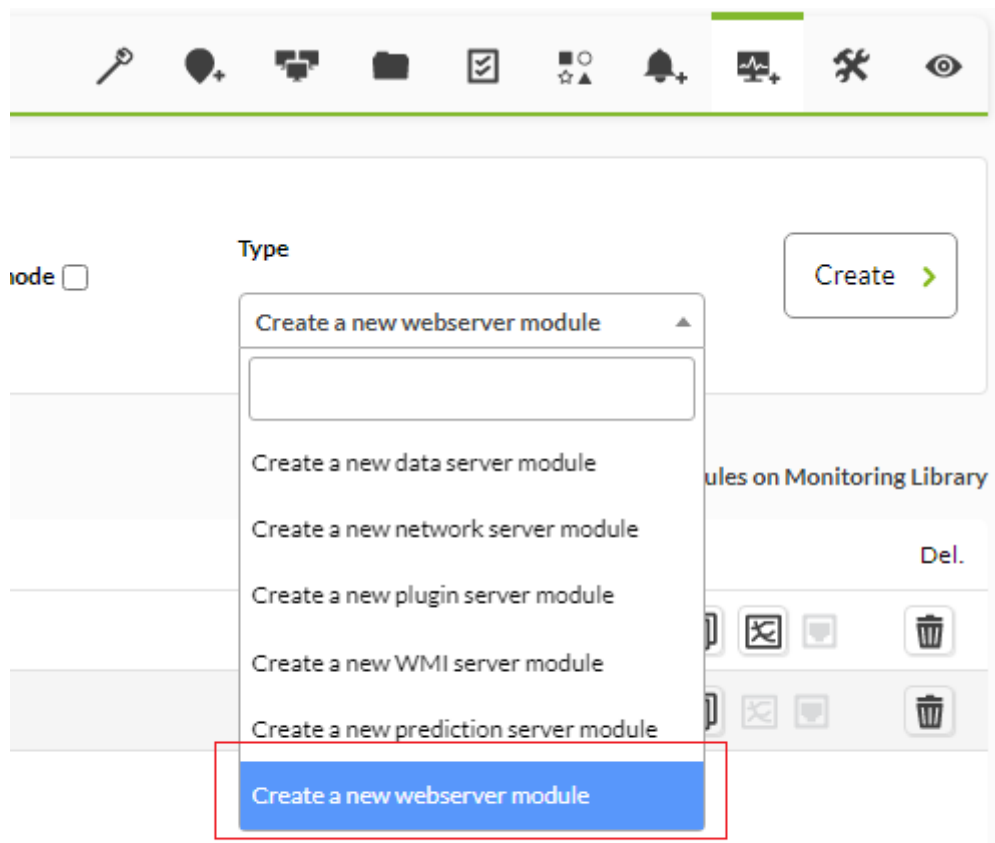 Type
Create
Create a new webserver module
Create a new data server module
on Monitoring Library
Create a new network server module
Del.
Create a new plugin server module
Create a new WMI server module
Create a new prediction server module
Create a new webserver module